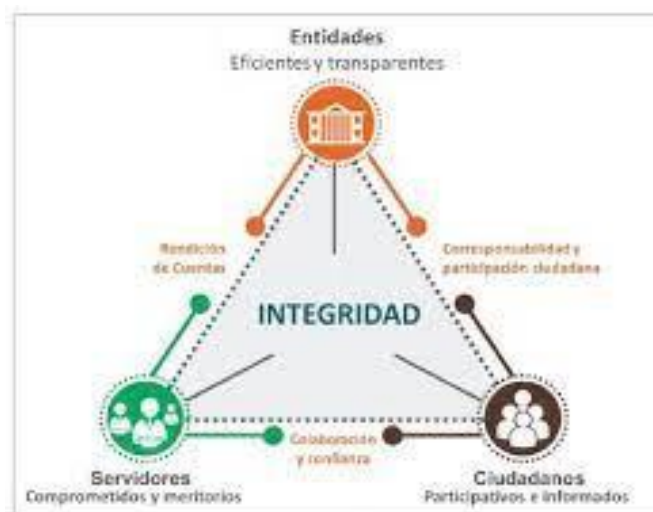 Entidades
Eficientes y transparentes
Rendición
de Cuentas
Corresponsabilidad y
participación ciudadana
INTEGRIDAD
Colaboración
y confianza
Servidores
Comprometidos y meritorios
Ciudadanos
Participativos e informados